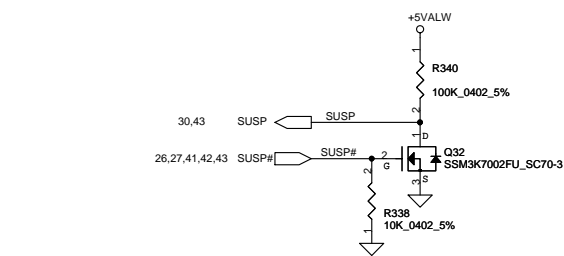 +5VALW
1
R340
100K_0402_5%
2
30,43 SUSP SUSP
1 D
Q32
26,27,41,42,43 SUSP# SUSP# 2 G
SSM3K7002FU_SC70-3
3 S
2
R338
10K_0402_5%
1